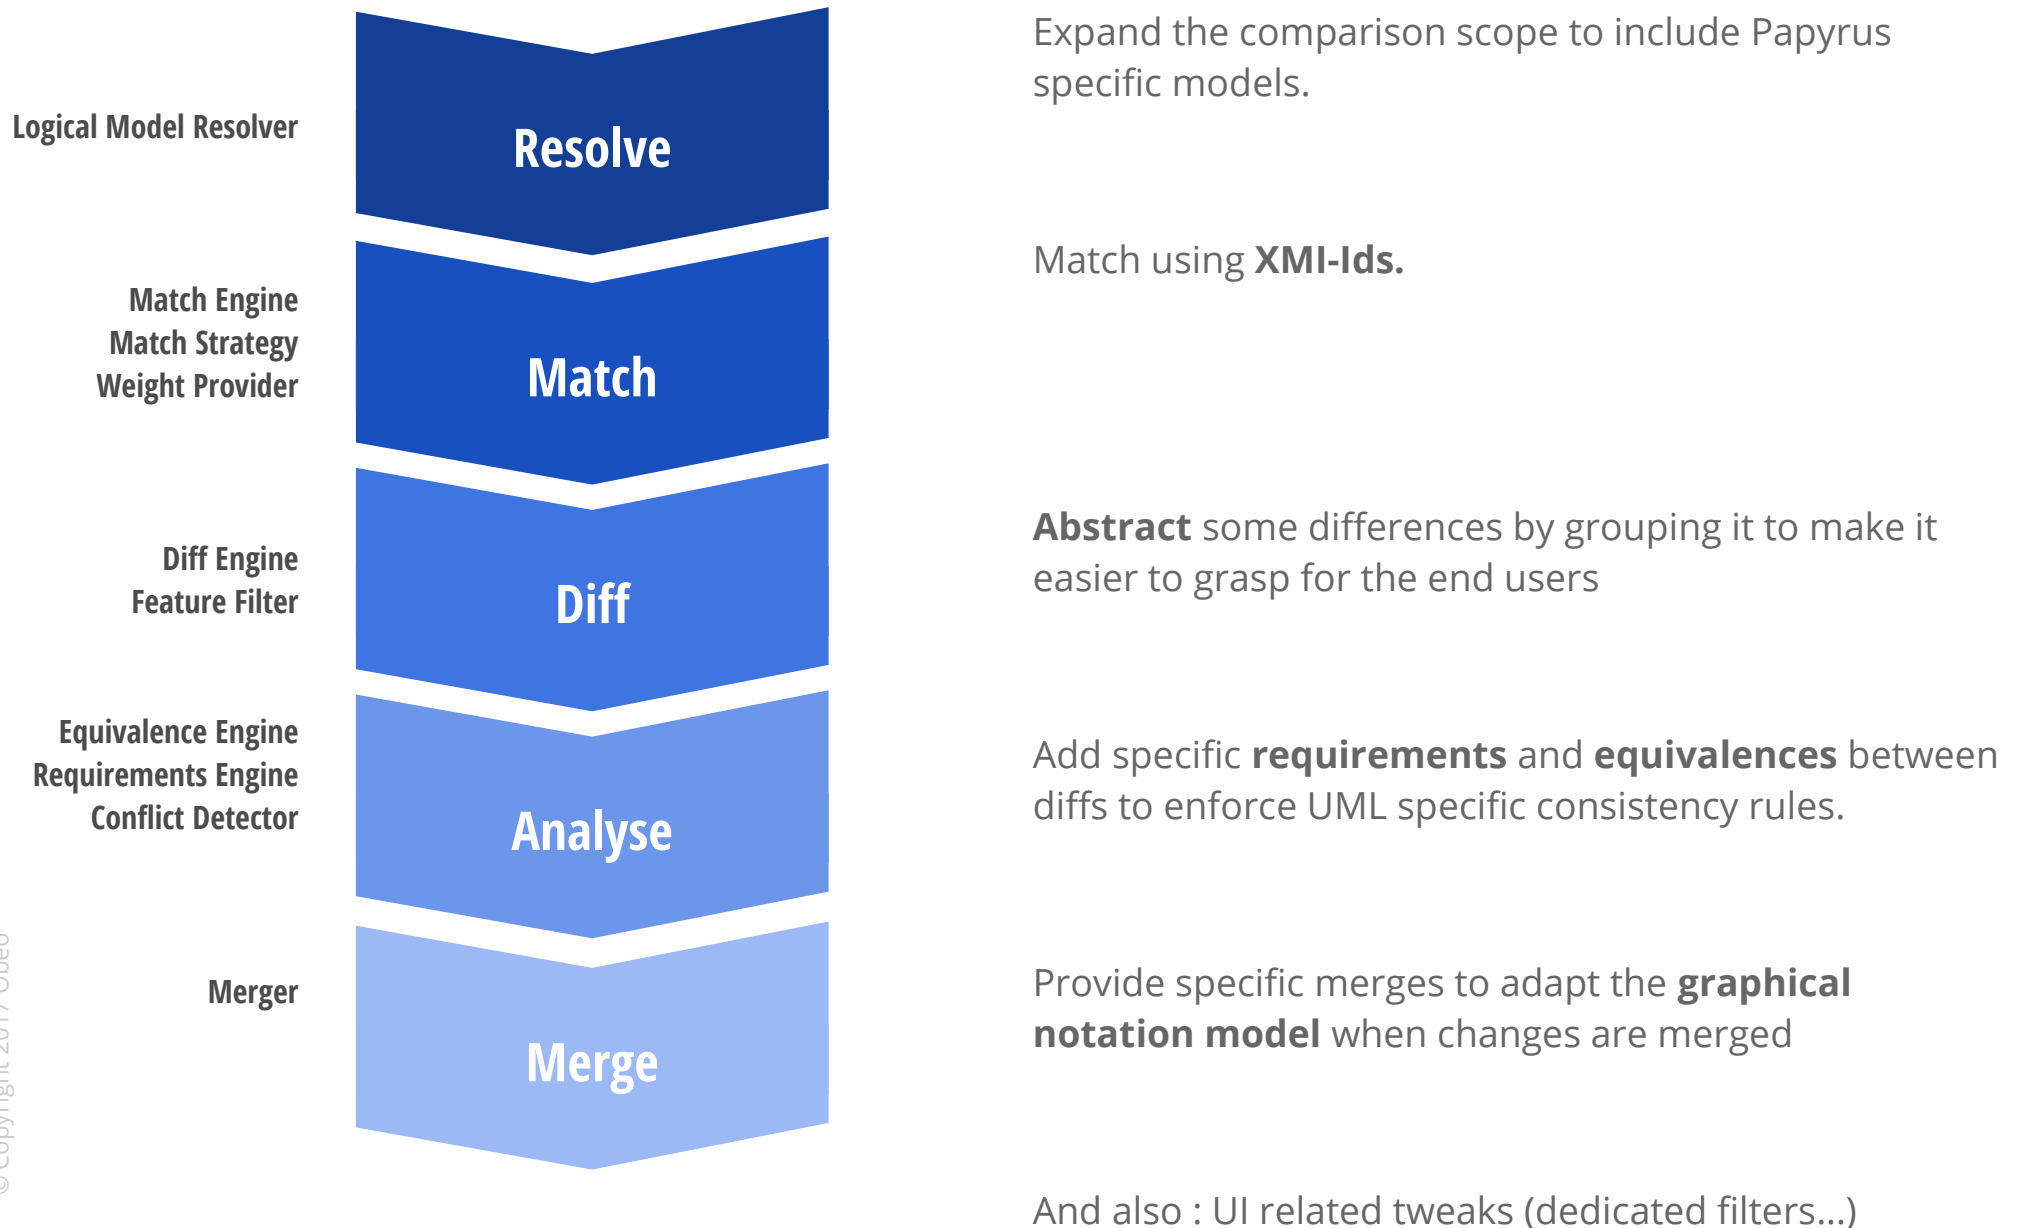 Logical Model Resolver
Resolve
Expand the comparison scope to include Papyrus
specific models.
Match Engine
Match Strategy
Weight Provider
Match
Match using XMI-Ids.
Diff Engine
Feature Filter
Diff
Abstract some differences by grouping it to make it
easier to grasp for the end users
Equivalence Engine
Requirements Engine
Conflict Detector
Analyse
Add specific requirements and equivalences between
diffs to enforce UML specific consistency rules.
Merger
Merge
Provide specific merges to adapt the graphical
notation model when changes are merged
And also : UI related tweaks (dedicated filters...)
© Copyright 2017 Obeo